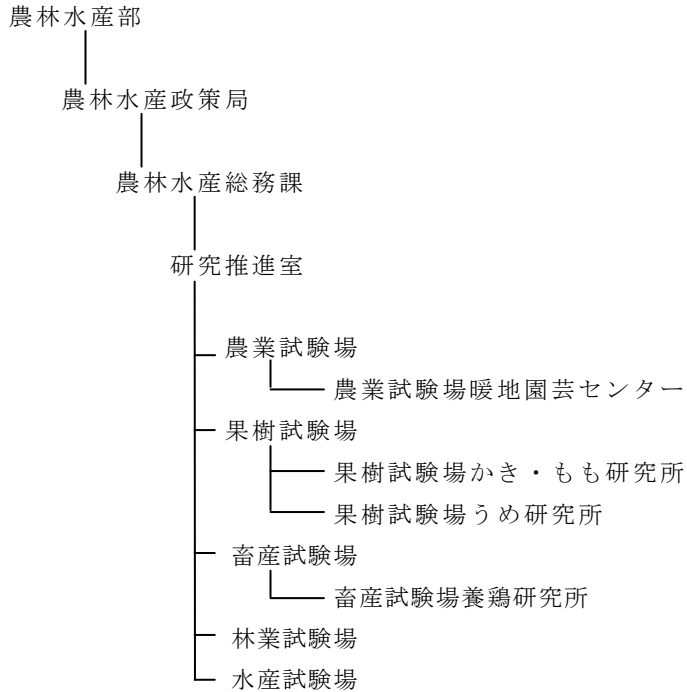 農林水産部
農林水産政策局
農林水産総務課
研究推進室
農業試験場
農業試験場暖地園芸センター
果樹試験場
果樹試験場かき・もも研究所
果樹試験場うめ研究所
畜産試験場
畜産試験場養鶏研究所
林業試験場
水産試験場